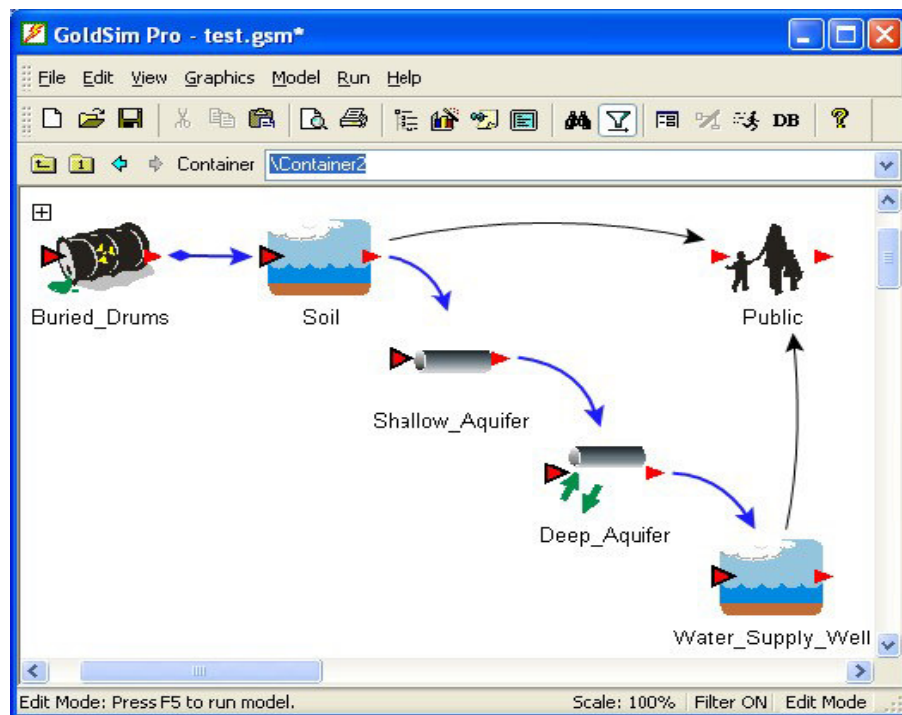 GoldSim Pro - test.gsm*
File Edit View Graphics Model Run Help
DB ?
1 Container \Container2
Buried_Drums Soil Public
Shallow_Aquifer
Deep_Aquifer
Water_Supply_Well
Edit Mode: Press F5 to run model. Scale: 100% Filter ON Edit Mode